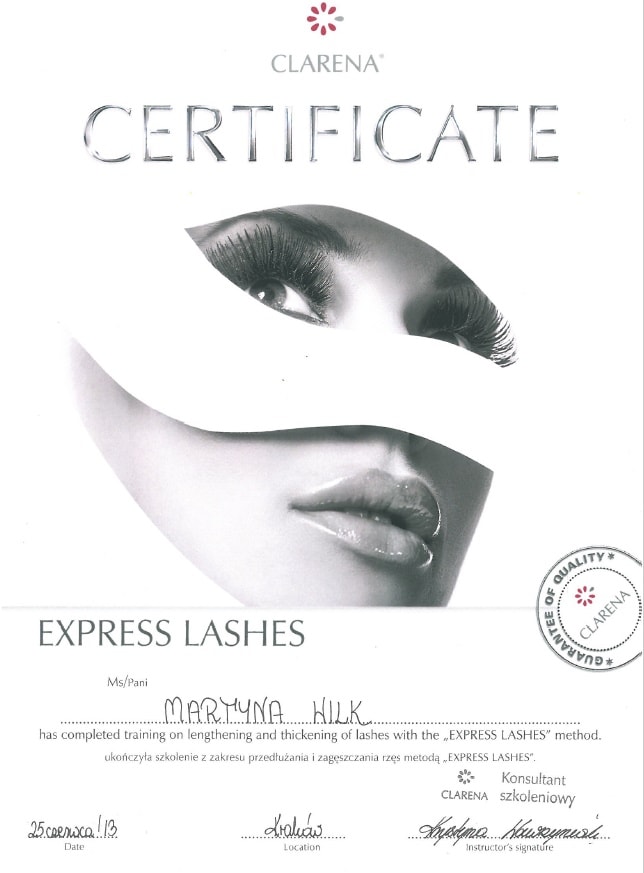 CLARENA®
CERTIFICATE
*GUARANTEE OF QUALITY*
CLARENA
EXPRESS LASHES
Ms/Pani
MARTYNA WILK
has completed training on lengthening and thickening of lashes with the „EXPRESS LASHES” method.
ukończyła szkolenie z zakresu przedłużania i zagęszczania rzęs metodą „EXPRESS LASHES”.
CLARENA
Konsultant
szkoleniowy
25 czerwca/13
Kraków
Krystyna
Date
Location
Instructor's signature